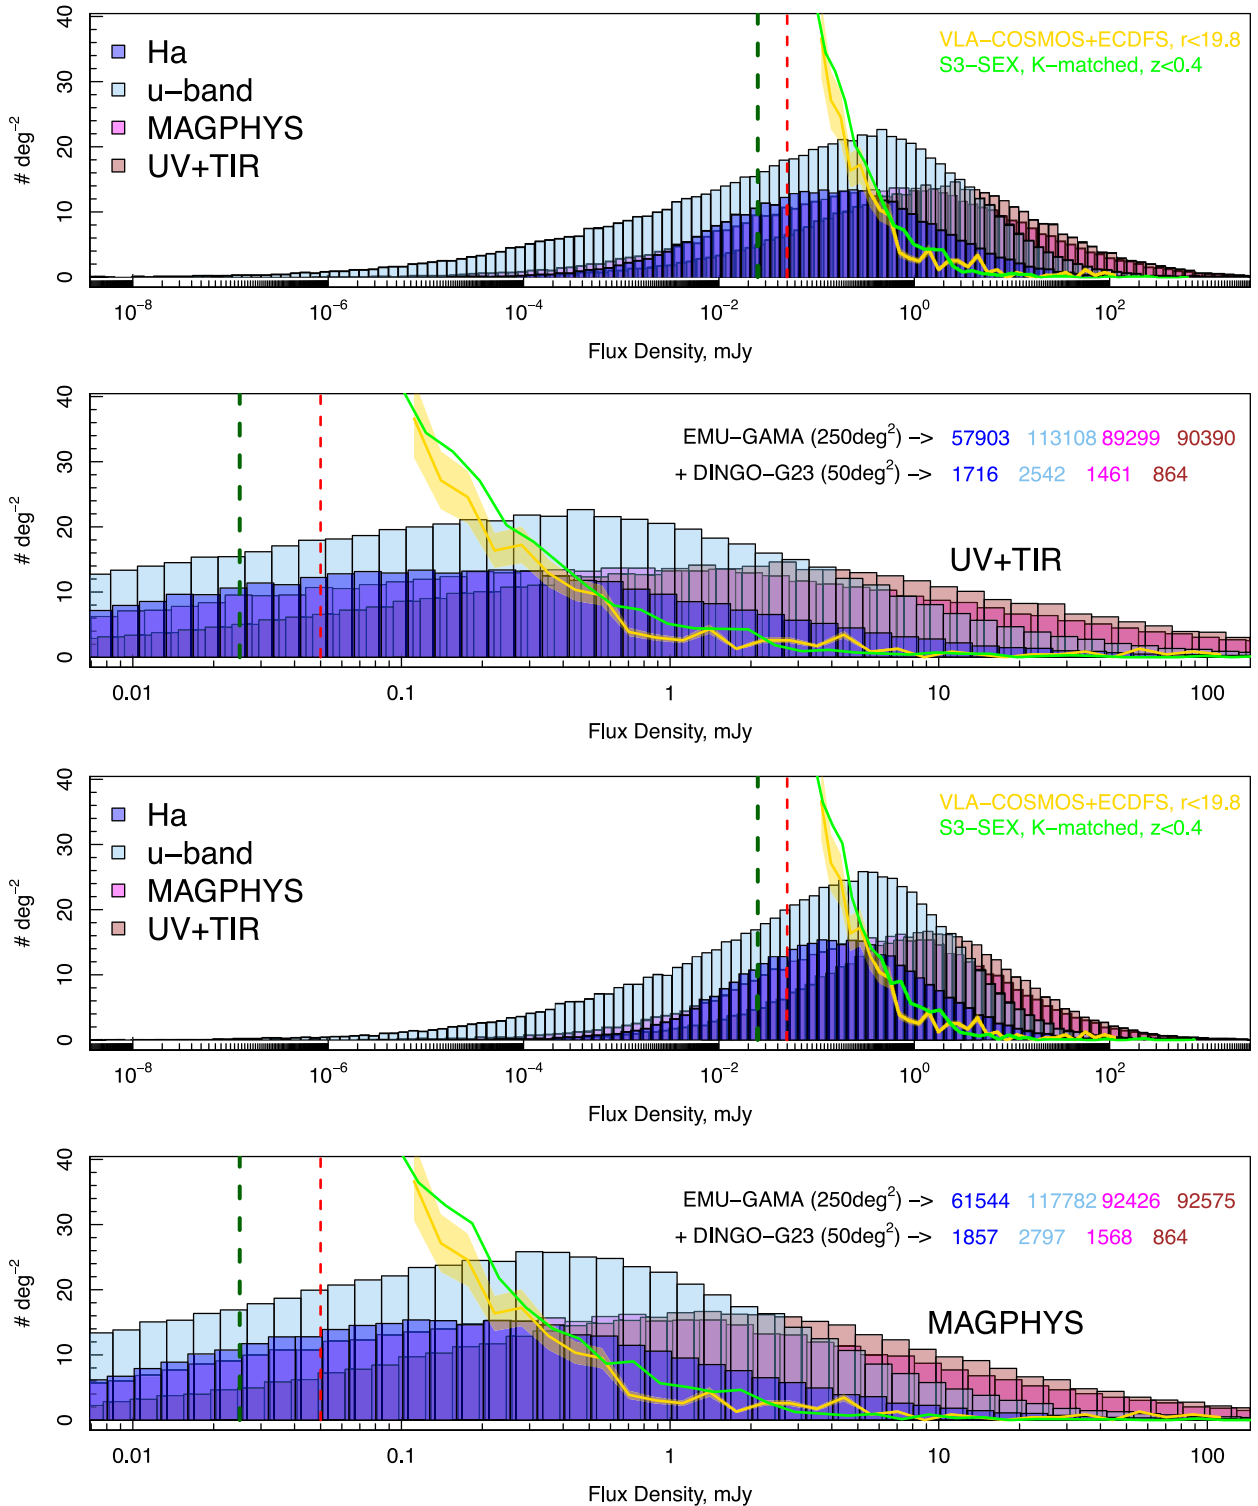 VLA−COSMOS+ECDFS, r<19.8
S3−SEX, K−matched, z<0.4
Ha
u−band
MAGPHYS
UV+TIR
# deg−2
0 10 20 30 40
10−8 10−6 10−4 10−2 100 102
Flux Density, mJy
EMU−GAMA (250deg2) −> 57903 113108 89299 90390
+ DINGO−G23 (50deg2) −> 1716 2542 1461 864
UV+TIR
# deg−2
0 10 20 30 40
0.01 0.1 1 10 100
Flux Density, mJy
VLA−COSMOS+ECDFS, r<19.8
S3−SEX, K−matched, z<0.4
Ha
u−band
MAGPHYS
UV+TIR
# deg−2
0 10 20 30 40
10−8 10−6 10−4 10−2 100 102
Flux Density, mJy
EMU−GAMA (250deg2) −> 61544 117782 92426 92575
+ DINGO−G23 (50deg2) −> 1857 2797 1568 864
MAGPHYS
# deg−2
0 10 20 30 40
0.01 0.1 1 10 100
Flux Density, mJy